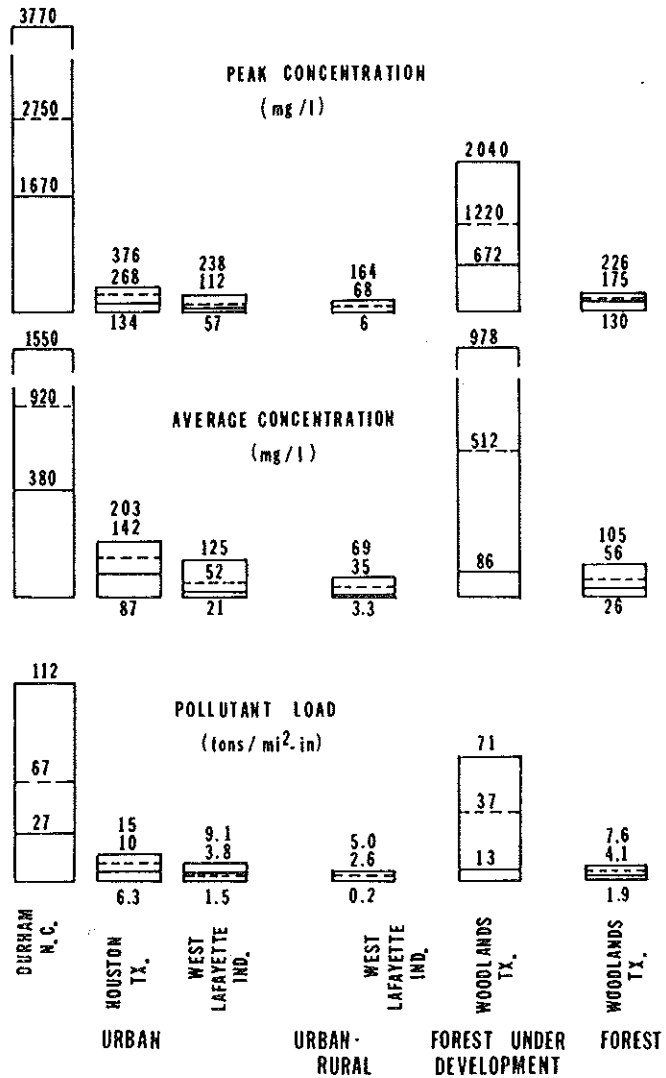 3770
PEAK CONCENTRATION
(mg/l)
2750
2040
1670
1220
672
376
268
134
238
112
57
164
68
6
226
175
130
1550
978
920
AVERAGE CONCENTRATION
(mg/l)
512
380
203
142
87
125
52
21
69
35
3.3
86
105
56
26
112
POLLUTANT LOAD
(tons/mi²-in)
71
67
37
27
15
10
6.3
9.1
3.8
1.5
5.0
2.6
0.2
13
7.6
4.1
1.9
DURHAM
N.C.
HOUSTON
TX.
WEST
LAFAYETTE
IND.
WEST
LAFAYETTE
IND.
WOODLANDS
TX.
WOODLANDS
TX.
URBAN
URBAN-
RURAL
FOREST UNDER
DEVELOPMENT
FOREST